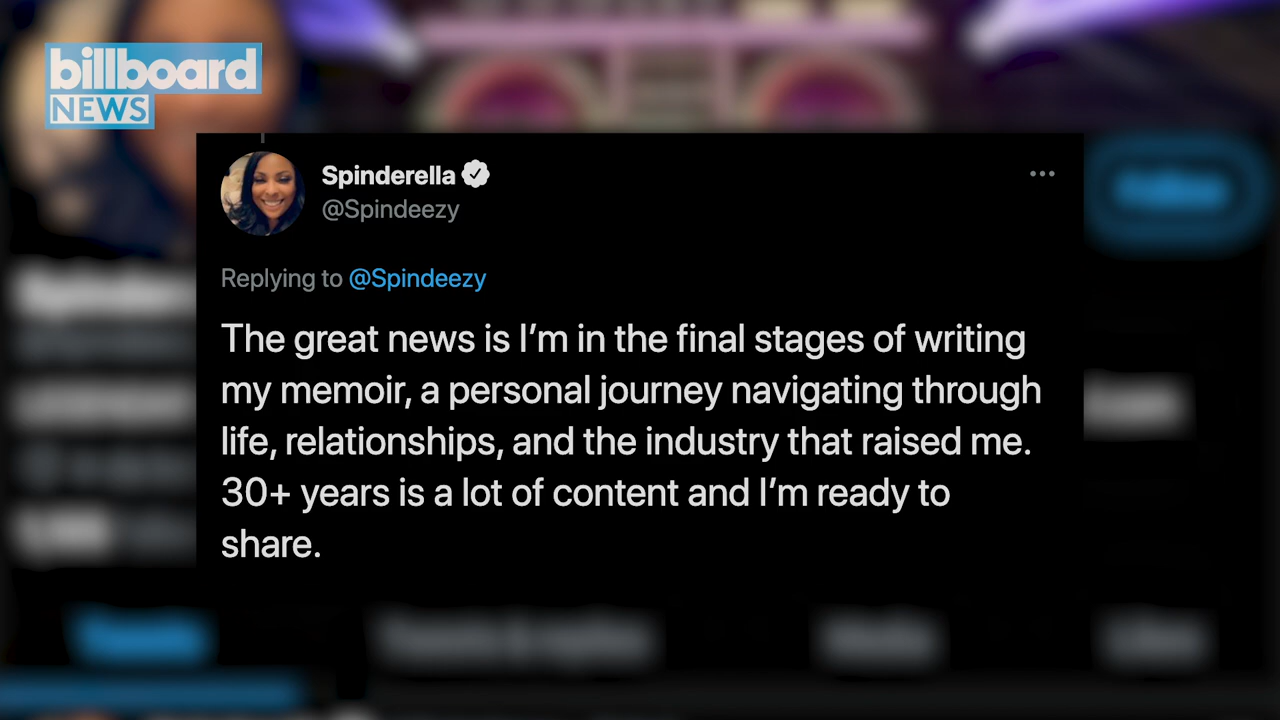 billboard
NEWS
Spinderella
@Spindeezy
Replying to @Spindeezy
The great news is I’m in the final stages of writing
my memoir, a personal journey navigating through
life, relationships, and the industry that raised me.
30+ years is a lot of content and I’m ready to
share.